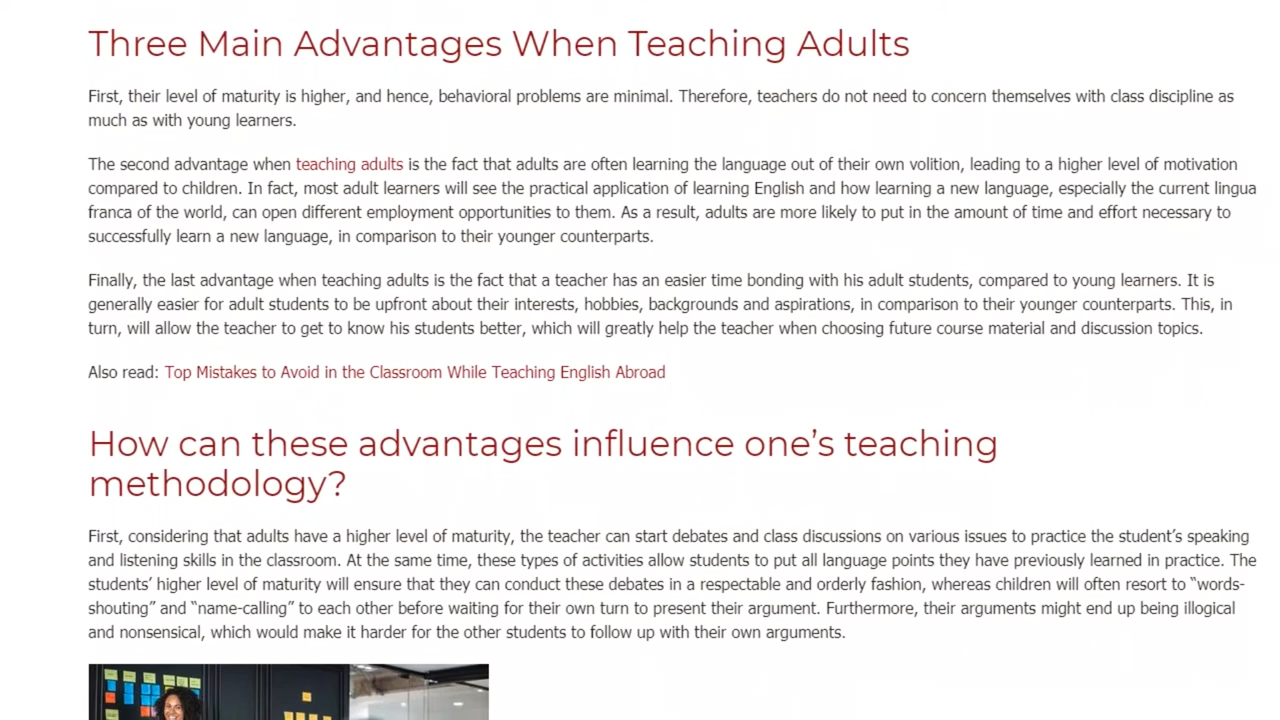 Three Main Advantages When Teaching Adults
First, their level of maturity is higher, and hence, behavioral problems are minimal. Therefore, teachers do not need to concern themselves with class discipline as
much as with young learners.
The second advantage when teaching adults is the fact that adults are often learning the language out of their own volition, leading to a higher level of motivation
compared to children. In fact, most adult learners will see the practical application of learning English and how learning a new language, especially the current lingua
franca of the world, can open different employment opportunities to them. As a result, adults are more likely to put in the amount of time and effort necessary to
successfully learn a new language, in comparison to their younger counterparts.
Finally, the last advantage when teaching adults is the fact that a teacher has an easier time bonding with his adult students, compared to young learners. It is
generally easier for adult students to be upfront about their interests, hobbies, backgrounds and aspirations, in comparison to their younger counterparts. This, in
turn, will allow the teacher to get to know his students better, which will greatly help the teacher when choosing future course material and discussion topics.
Also read: Top Mistakes to Avoid in the Classroom While Teaching English Abroad
How can these advantages influence one's teaching
methodology?
First, considering that adults have a higher level of maturity, the teacher can start debates and class discussions on various issues to practice the student's speaking
and listening skills in the classroom. At the same time, these types of activities allow students to put all language points they have previously learned in practice. The
students' higher level of maturity will ensure that they can conduct these debates in a respectable and orderly fashion, whereas children will often resort to "words-
shouting" and "name-calling" to each other before waiting for their own turn to present their argument. Furthermore, their arguments might end up being illogical
and nonsensical, which would make it harder for the other students to follow up with their own arguments.